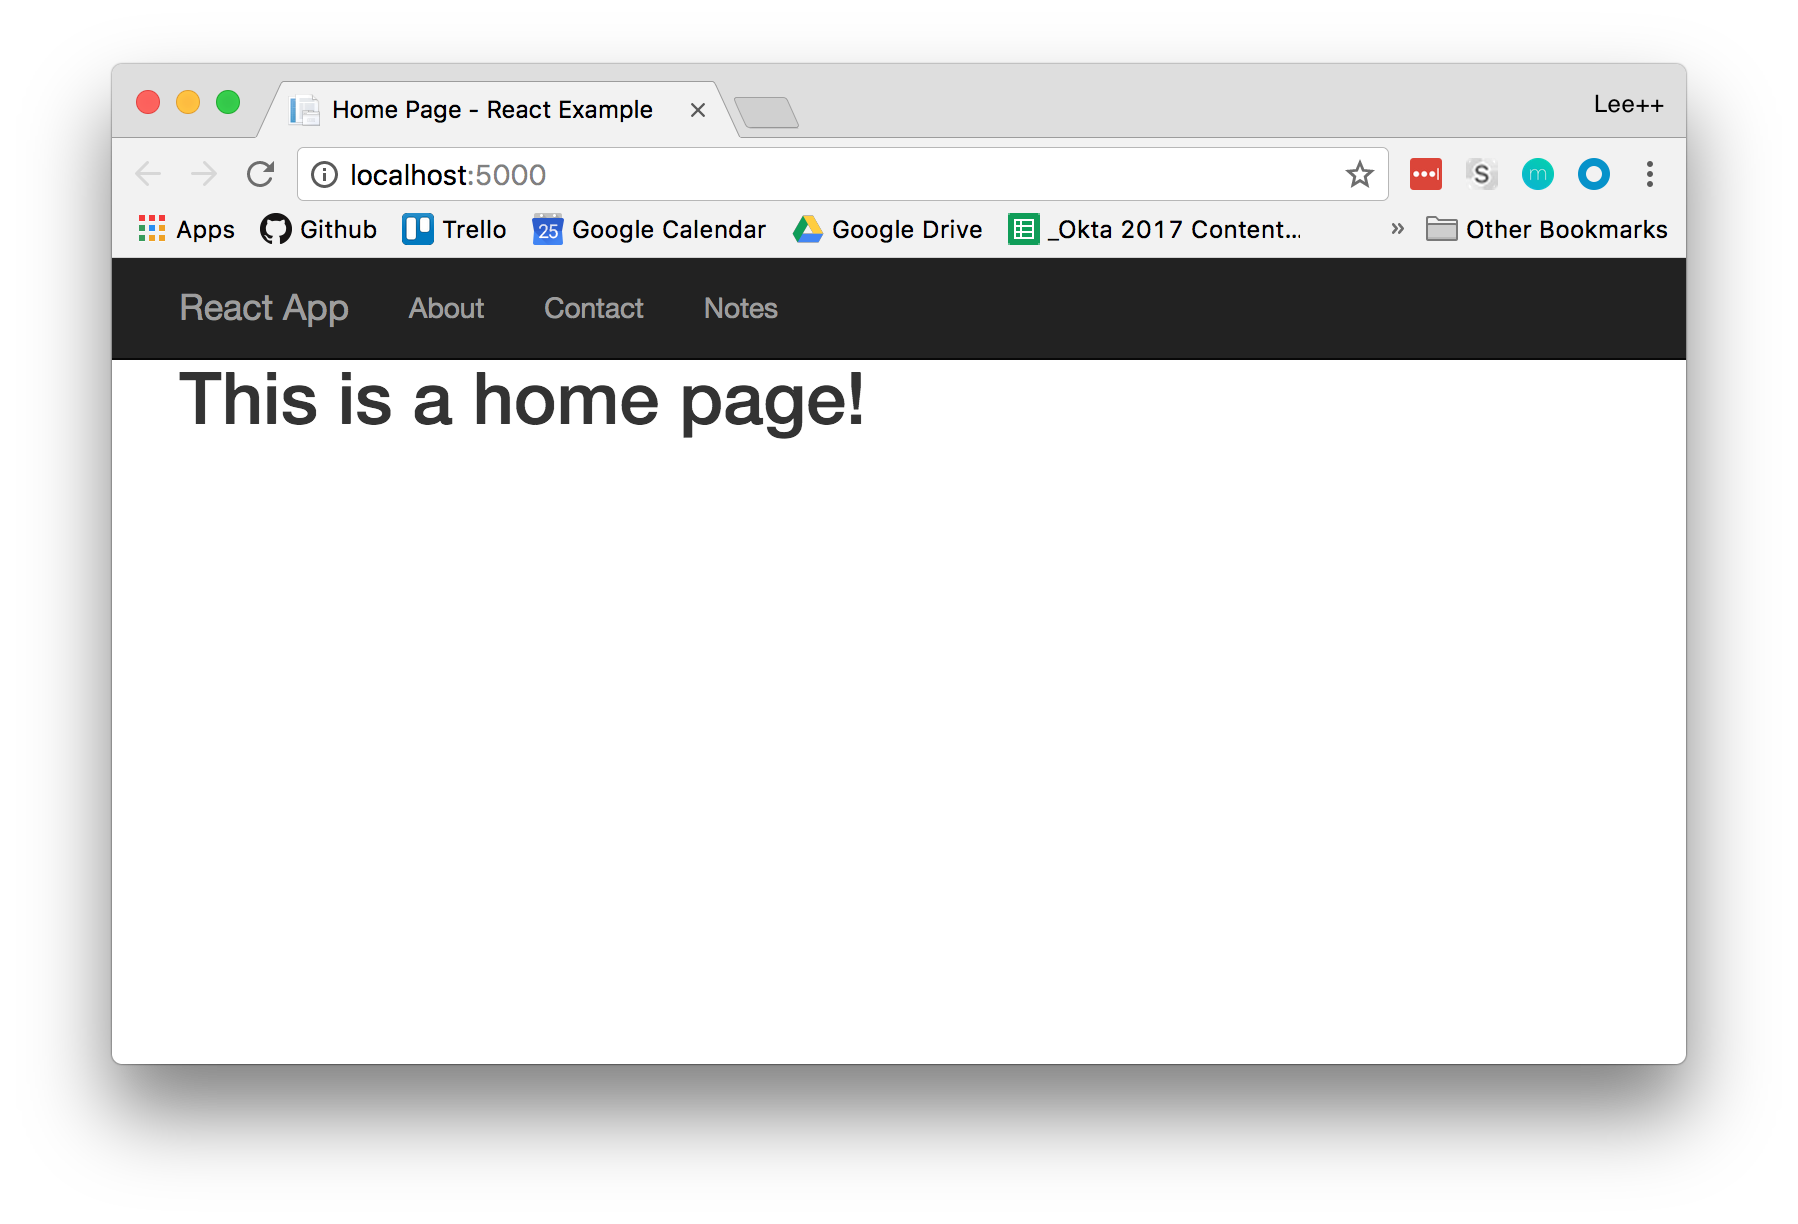 Home Page - React Example
Lee++
localhost:5000
S m
Apps Github Trello 25 Google Calendar Google Drive _Okta 2017 Content... » Other Bookmarks
React App About Contact Notes
This is a home page!